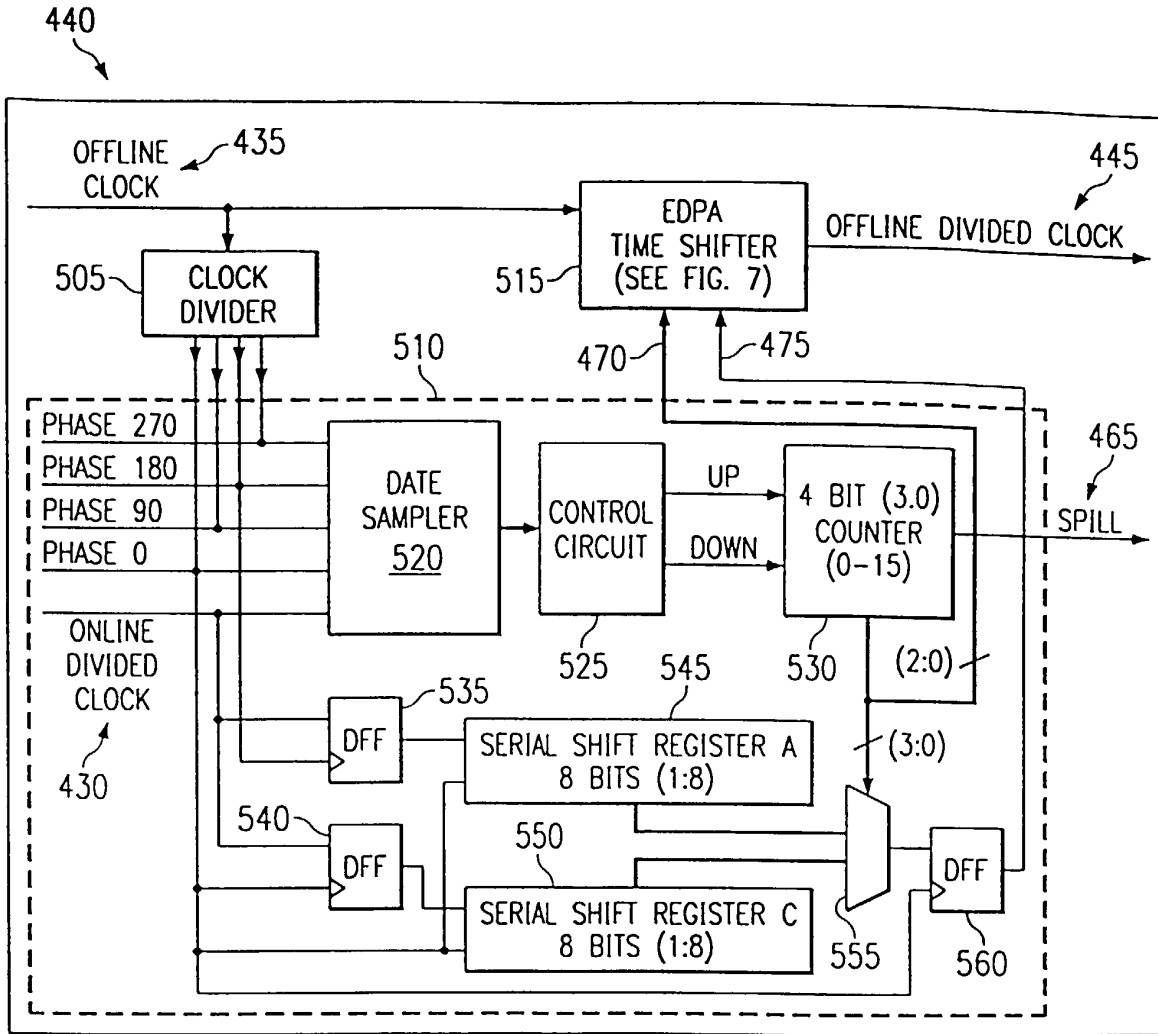 440
OFFLINE
CLOCK
435
445
EDPA
TIME SHIFTER
(SEE FIG. 7)
OFFLINE DIVIDED CLOCK
505
CLOCK
DIVIDER
515
510
470
475
PHASE 270
PHASE 180
PHASE 90
PHASE 0
DATE
SAMPLER
520
CONTROL
CIRCUIT
UP
DOWN
4 BIT (3.0)
COUNTER
(0-15)
465
SPILL
ONLINE
DIVIDED
CLOCK
430
525
530
(2:0)
535
DFF
545
SERIAL SHIFT REGISTER A
8 BITS (1:8)
(3:0)
540
DFF
550
SERIAL SHIFT REGISTER C
8 BITS (1:8)
555
DFF
560